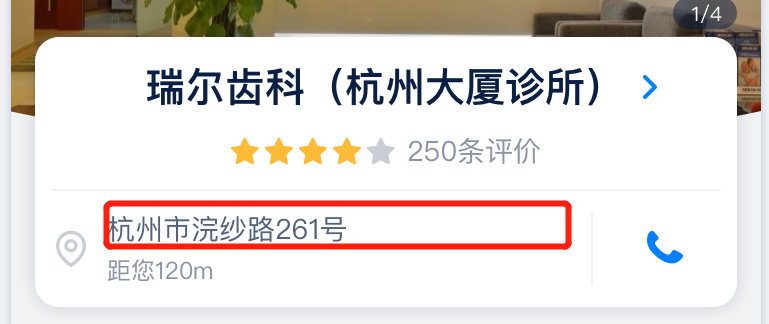 1/4
瑞尔齿科（杭州大厦诊所）
250条评价
杭州市浣纱路261号
距您120m